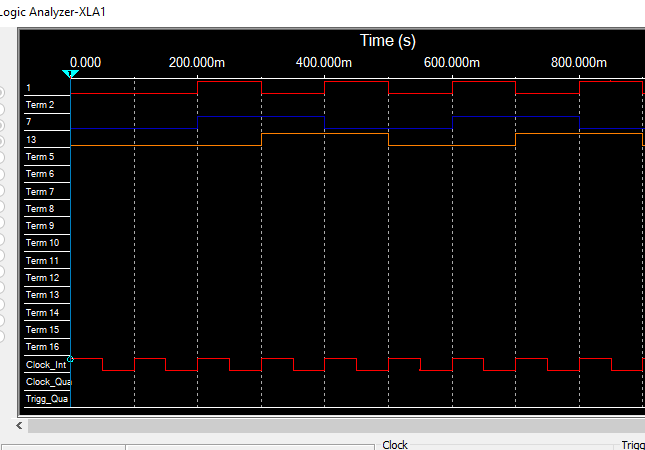 Logic Analyzer-XLA1
Time (s)
0.000 200.000m 400.000m 600.000m 800.000m
1
Term 2
7
13
Term 5
Term 6
Term 7
Term 8
Term 9
Term 10
Term 11
Term 12
Term 13
Term 14
Term 15
Term 16
Clock_Int
Clock_Qua
Trigg_Qua
Clock Trigg